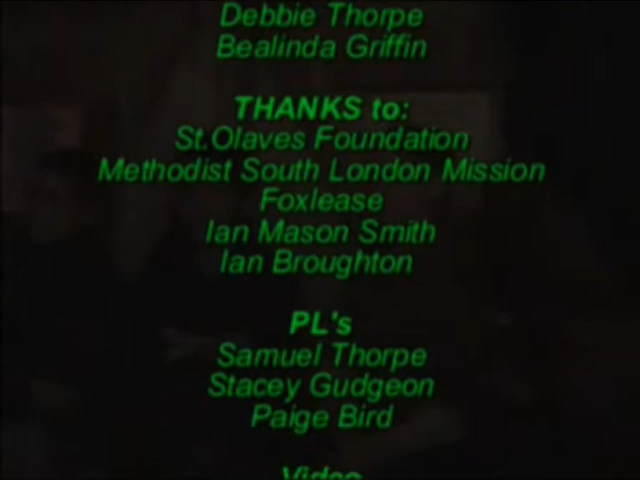 Debbie Thorpe
Bealinda Griffin
THANKS to:
St.Olaves Foundation
Methodist South London Mission
Foxlease
Ian Mason Smith
Ian Broughton
PL's
Samuel Thorpe
Stacey Gudgeon
Paige Bird
Video